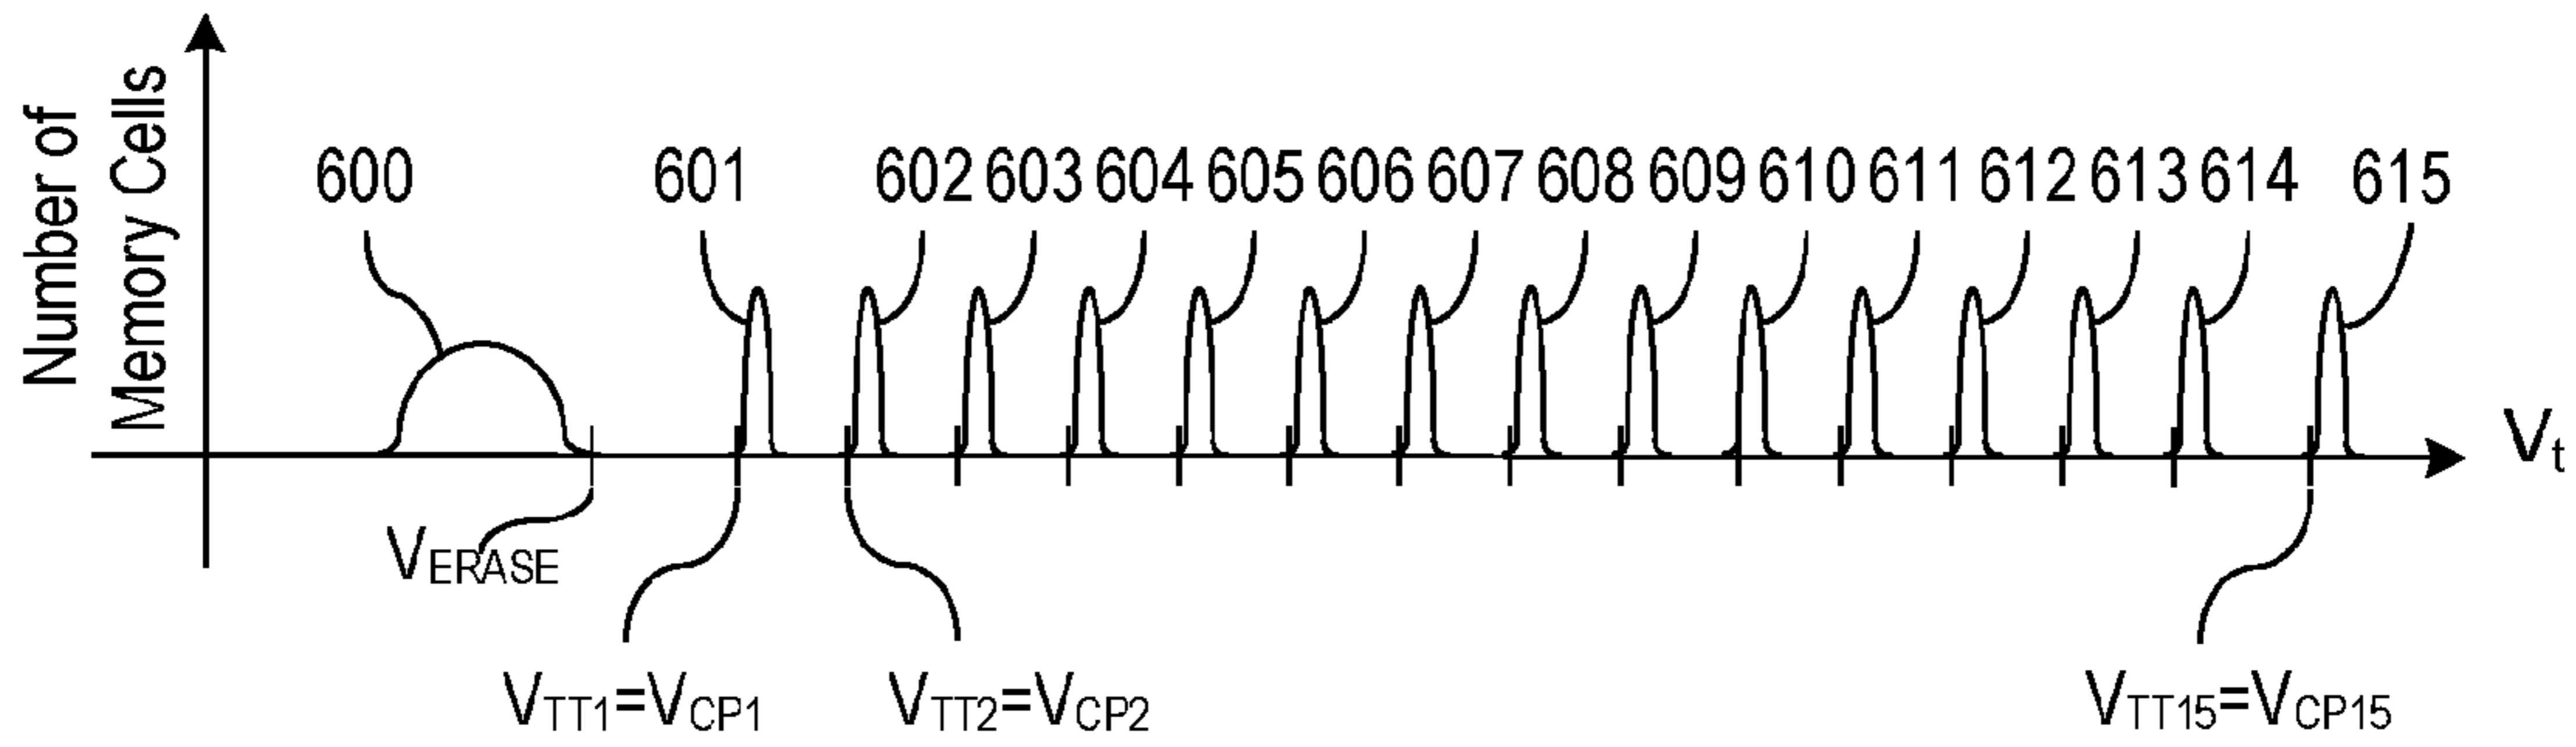 Number of
Memory Cells
600 601 602 603 604 605 606 607 608 609 610 611 612 613 614 615
Vt
VERASE
VTT1=VCP1 VTT2=VCP2 VTT15=VCP15